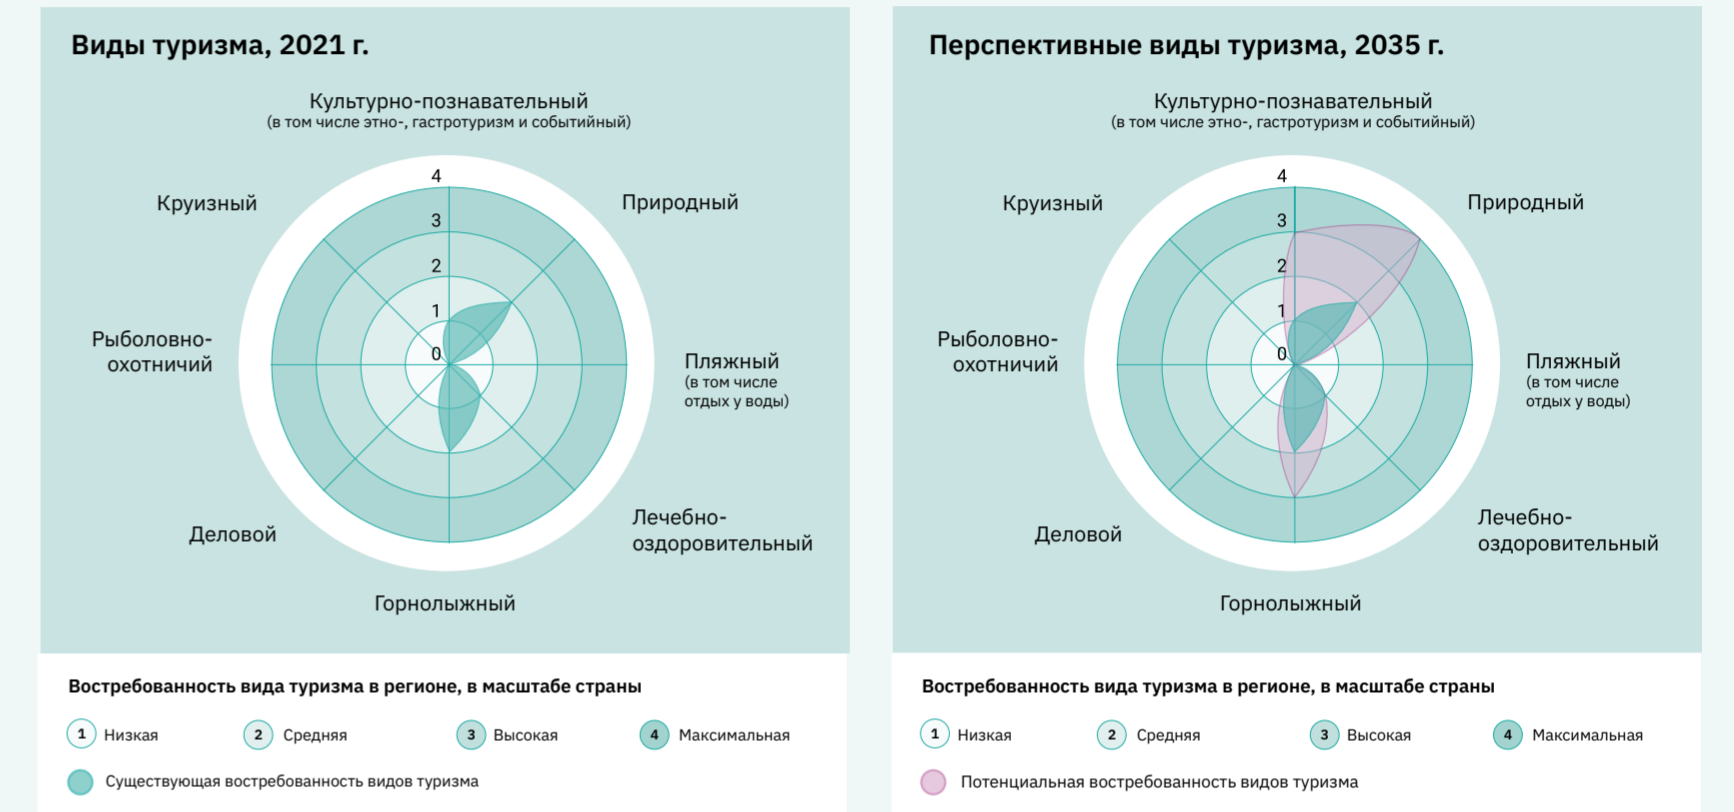 Виды туризма, 2021 г.
Культурно-познавательный
(в том числе этно-, гастротуризм и событийный)
Круизный
Природный
4
3
2
1
0
Рыболовно-
охотничий
Пляжный
(в том числе
отдых у воды)
Деловой
Лечебно-
оздоровительный
Горнолыжный
Востребованность вида туризма в регионе, в масштабе страны
1 Низкая
2 Средняя
3 Высокая
4 Максимальная
Существующая востребованность видов туризма
Перспективные виды туризма, 2035 г.
Культурно-познавательный
(в том числе этно-, гастротуризм и событийный)
Круизный
Природный
4
3
2
1
0
Рыболовно-
охотничий
Пляжный
(в том числе
отдых у воды)
Деловой
Лечебно-
оздоровительный
Горнолыжный
Востребованность вида туризма в регионе, в масштабе страны
1 Низкая
2 Средняя
3 Высокая
4 Максимальная
Потенциальная востребованность видов туризма